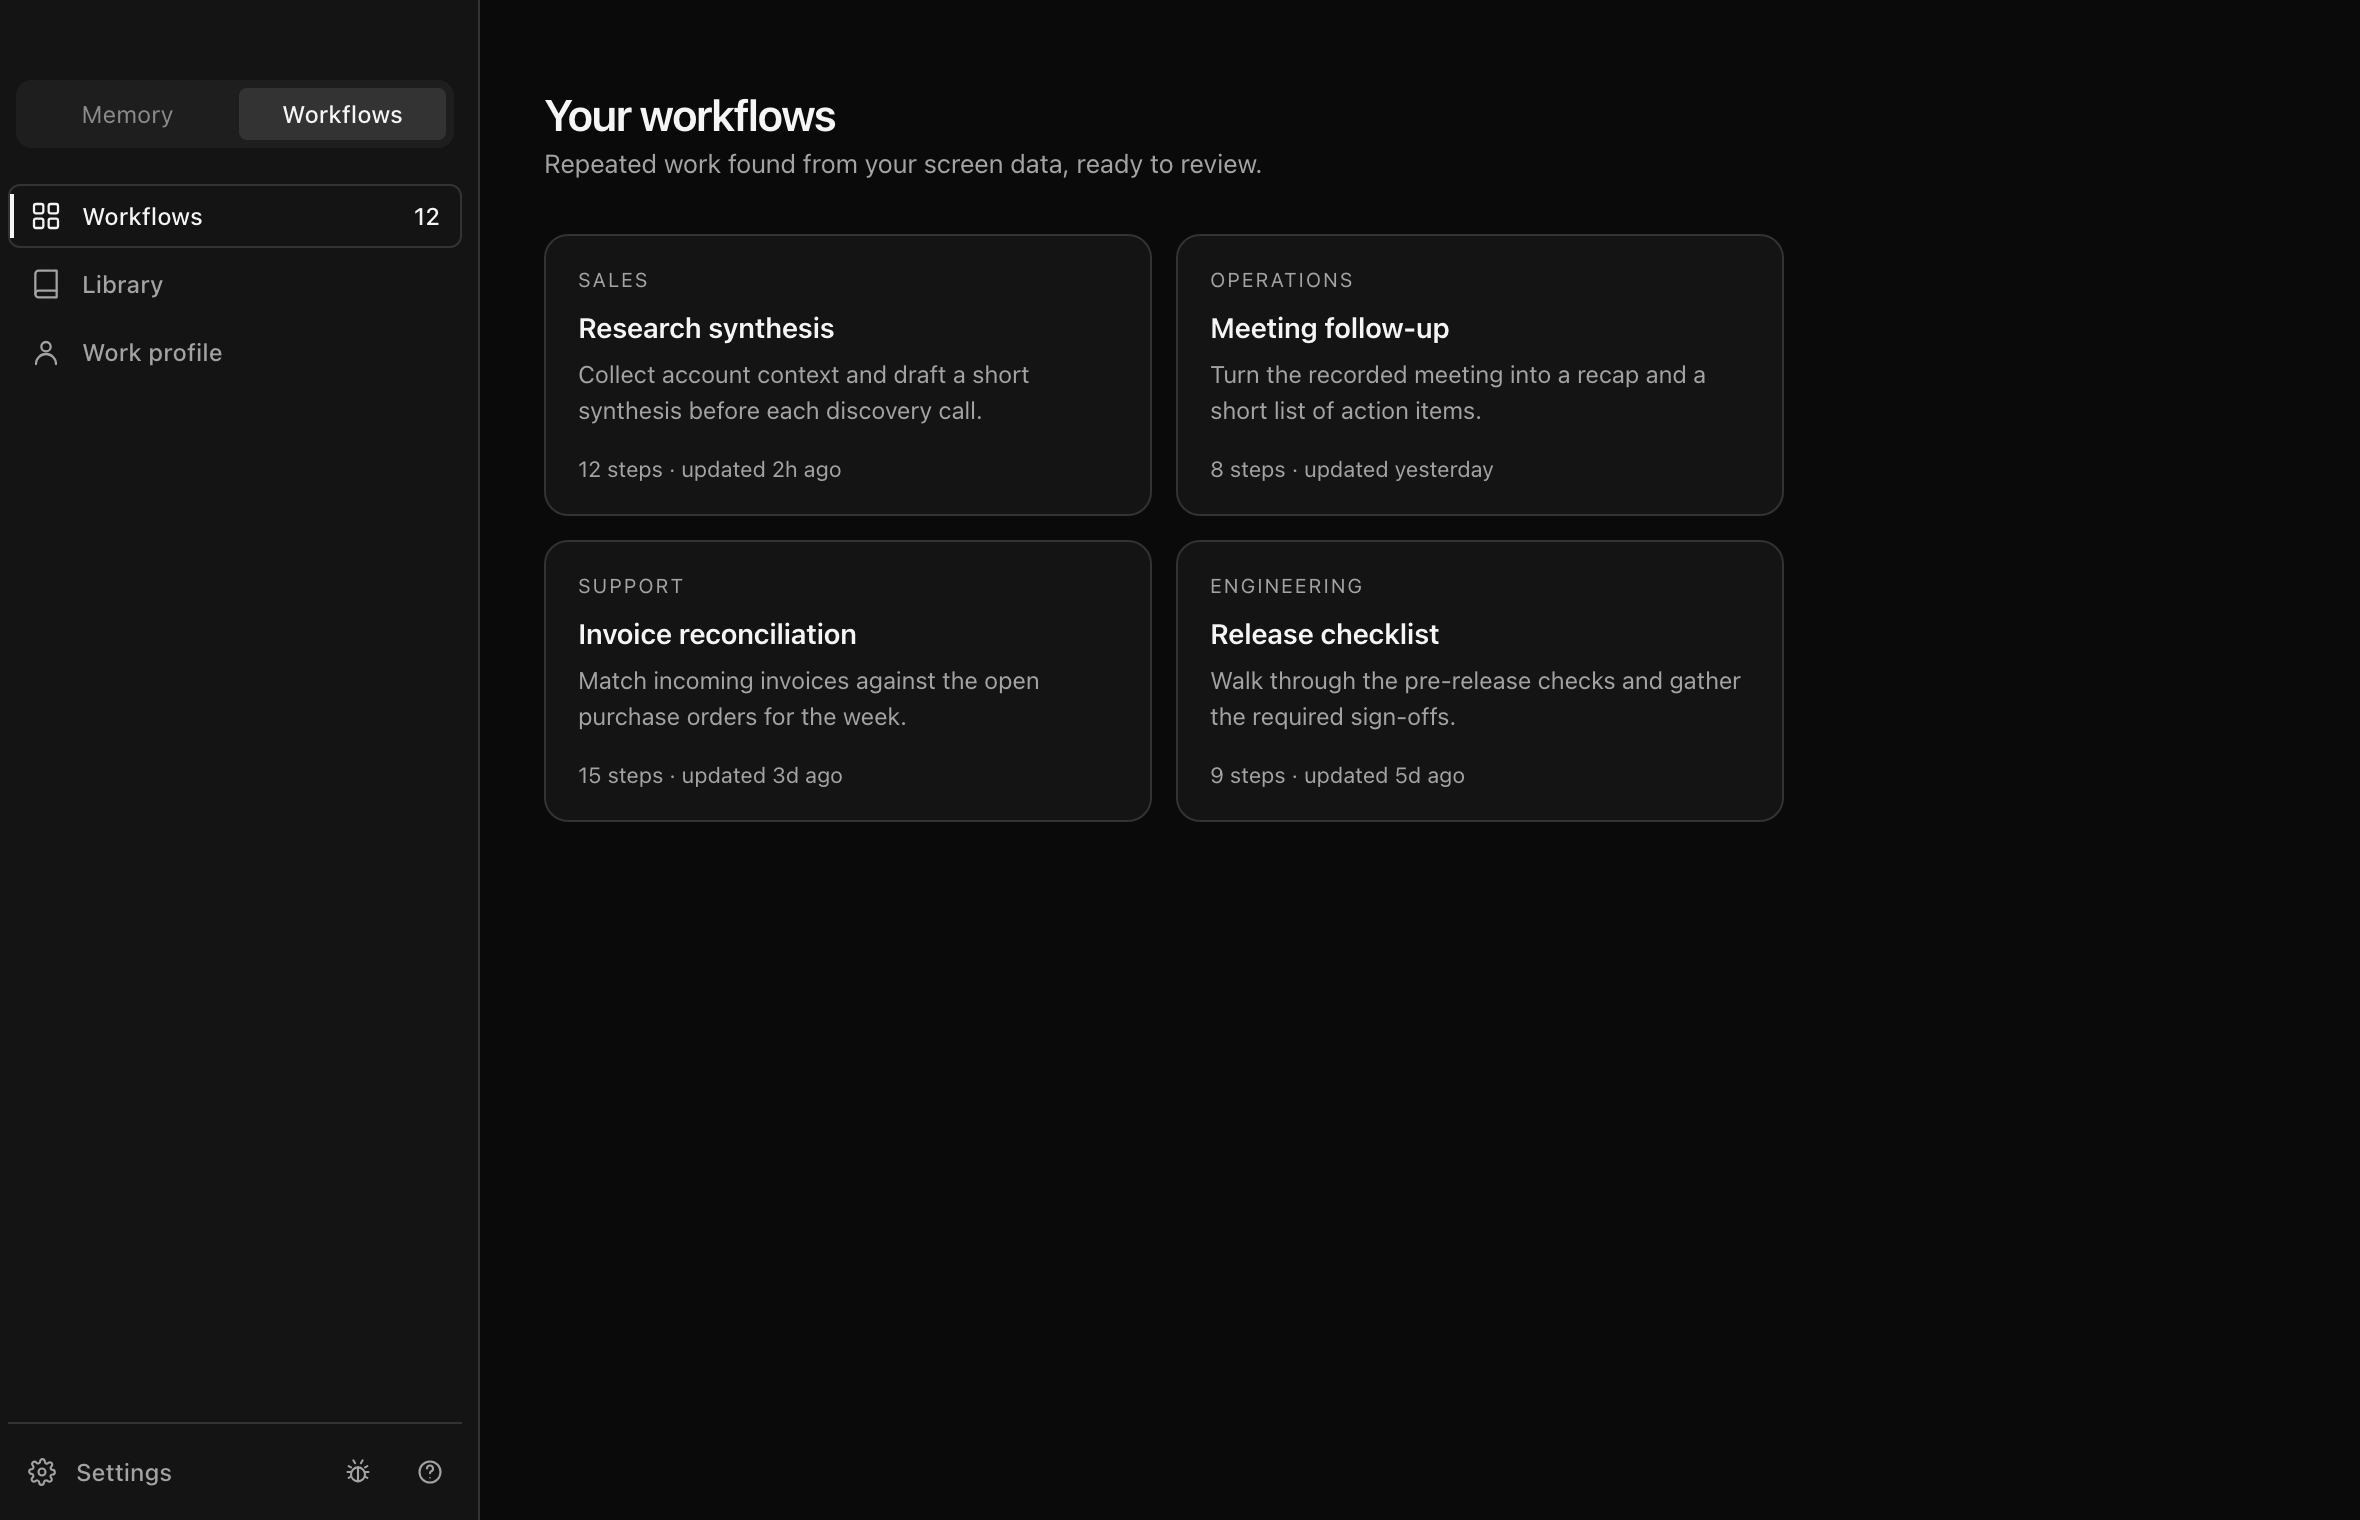 Memory
Workflows
Workflows 12
Library
Work profile
Settings
Your workflows
Repeated work found from your screen data, ready to review.
SALES
Research synthesis
Collect account context and draft a short
synthesis before each discovery call.
12 steps · updated 2h ago
OPERATIONS
Meeting follow-up
Turn the recorded meeting into a recap and a
short list of action items.
8 steps · updated yesterday
SUPPORT
Invoice reconciliation
Match incoming invoices against the open
purchase orders for the week.
15 steps · updated 3d ago
ENGINEERING
Release checklist
Walk through the pre-release checks and gather
the required sign-offs.
9 steps · updated 5d ago